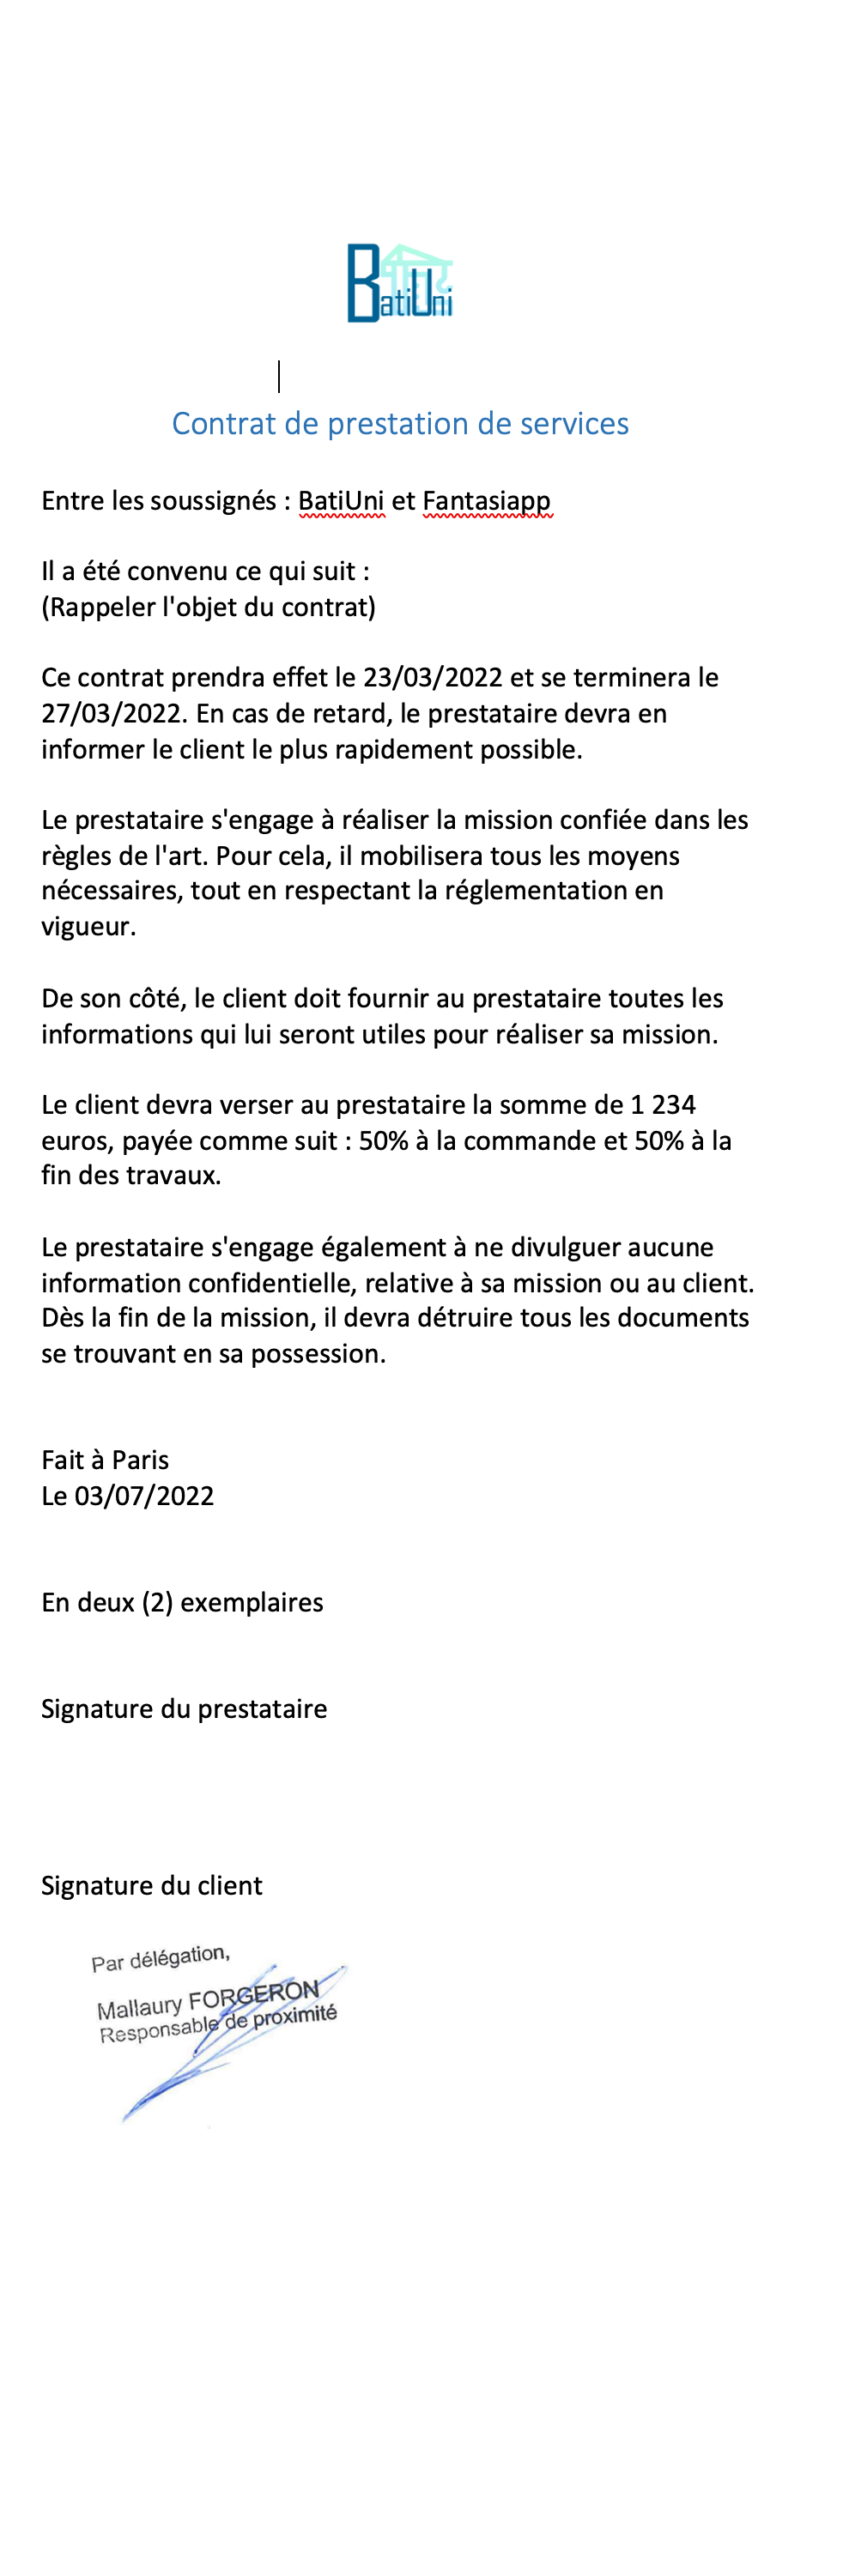 BatiUni
Contrat de prestation de services
Entre les soussignés : BatiUni et Fantasiapp
Il a été convenu ce qui suit :
(Rappeler l'objet du contrat)
Ce contrat prendra effet le 23/03/2022 et se terminera le
27/03/2022. En cas de retard, le prestataire devra en
informer le client le plus rapidement possible.
Le prestataire s'engage à réaliser la mission confiée dans les
règles de l'art. Pour cela, il mobilisera tous les moyens
nécessaires, tout en respectant la réglementation en
vigueur.
De son côté, le client doit fournir au prestataire toutes les
informations qui lui seront utiles pour réaliser sa mission.
Le client devra verser au prestataire la somme de 1 234
euros, payée comme suit : 50% à la commande et 50% à la
fin des travaux.
Le prestataire s'engage également à ne divulguer aucune
information confidentielle, relative à sa mission ou au client.
Dès la fin de la mission, il devra détruire tous les documents
se trouvant en sa possession.
Fait à Paris
Le 03/07/2022
En deux (2) exemplaires
Signature du prestataire
Signature du client
Par délégation,
Mallaury FORGERON
Responsable de proximité